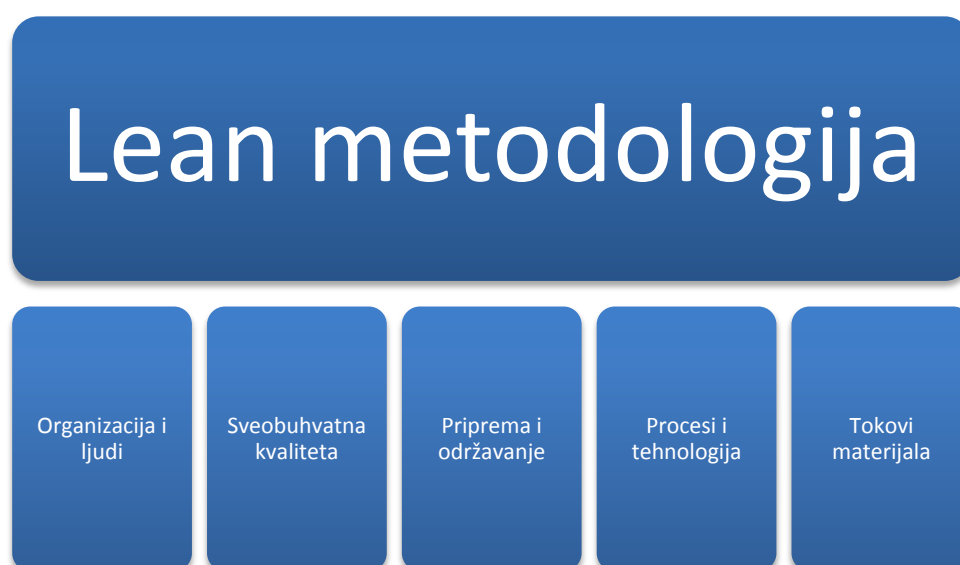 Lean metodologija
Organizacija i
ljudi
Sveobuhvatna
kvaliteta
Priprema i
održavanje
Procesi i
tehnologija
Tokovi
materijala